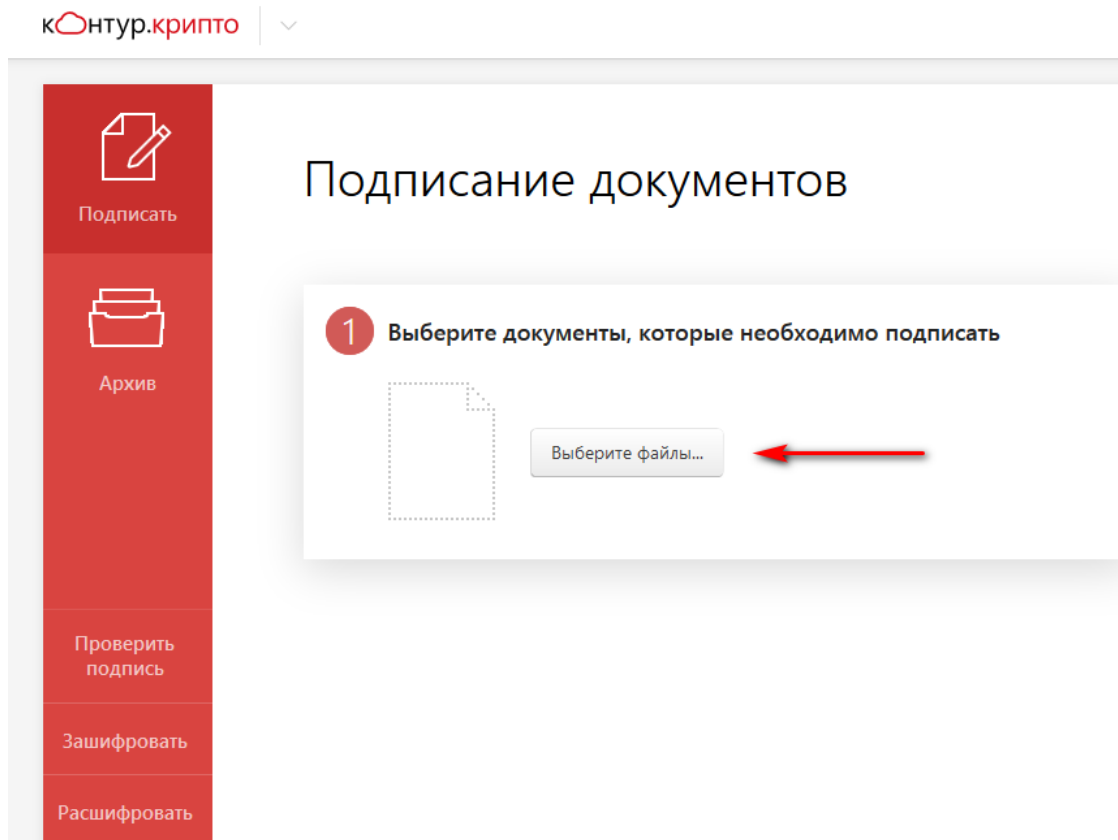 контур.крипто
Подписать
Архив
Проверить
подпись
Зашифровать
Расшифровать
Подписание документов
1 Выберите документы, которые необходимо подписать
Выберите файлы...